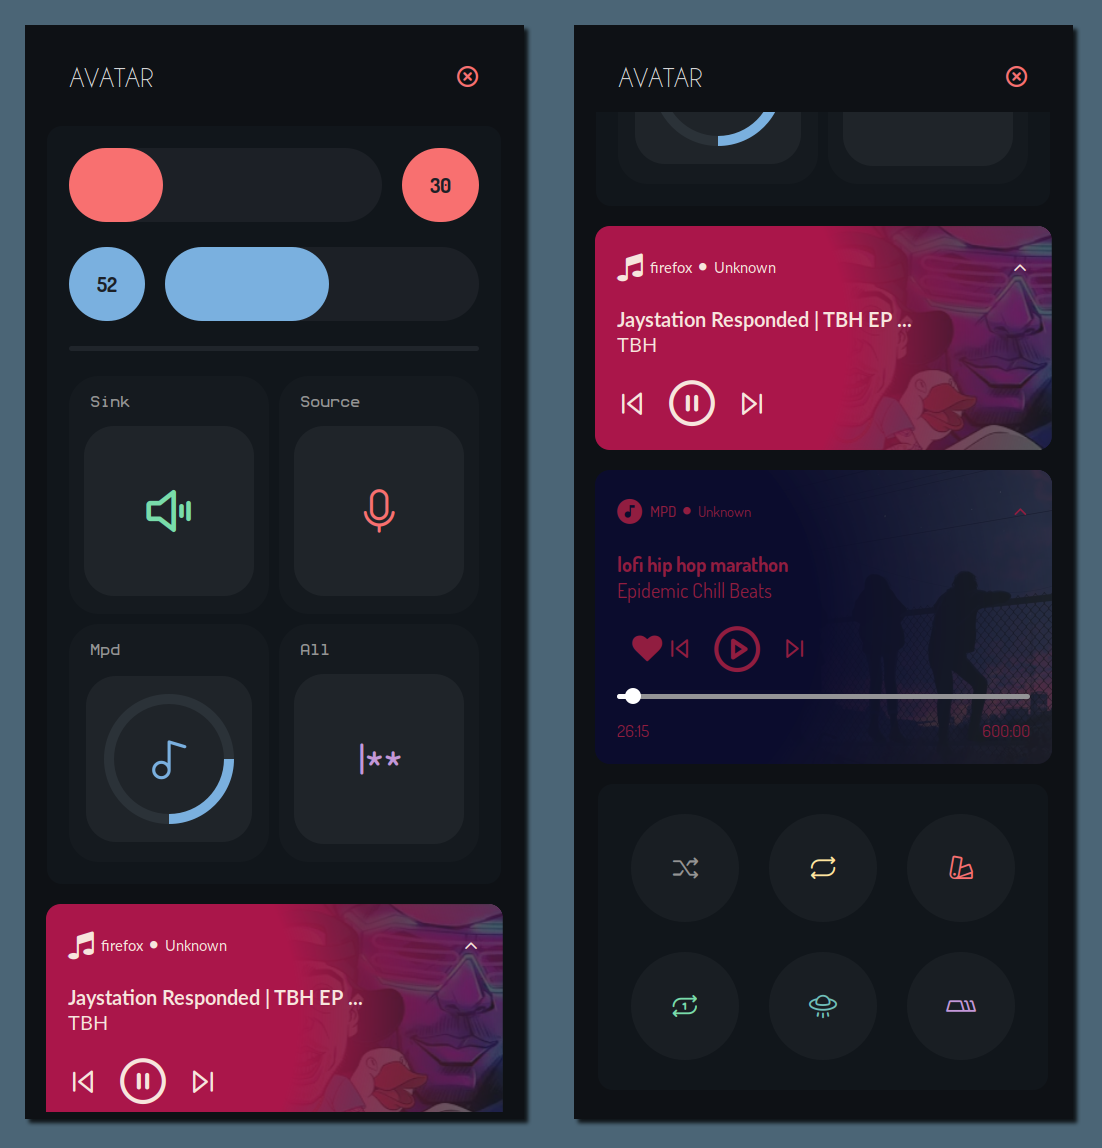 AVATAR
30
52
Sink
Source
Mpd
All
|**
firefox • Unknown
Jaystation Responded | TBH EP ...
TBH
AVATAR
firefox • Unknown
Jaystation Responded | TBH EP ...
TBH
MPD • Unknown
lofi hip hop marathon
Epidemic Chill Beats
26:15
600:00
1